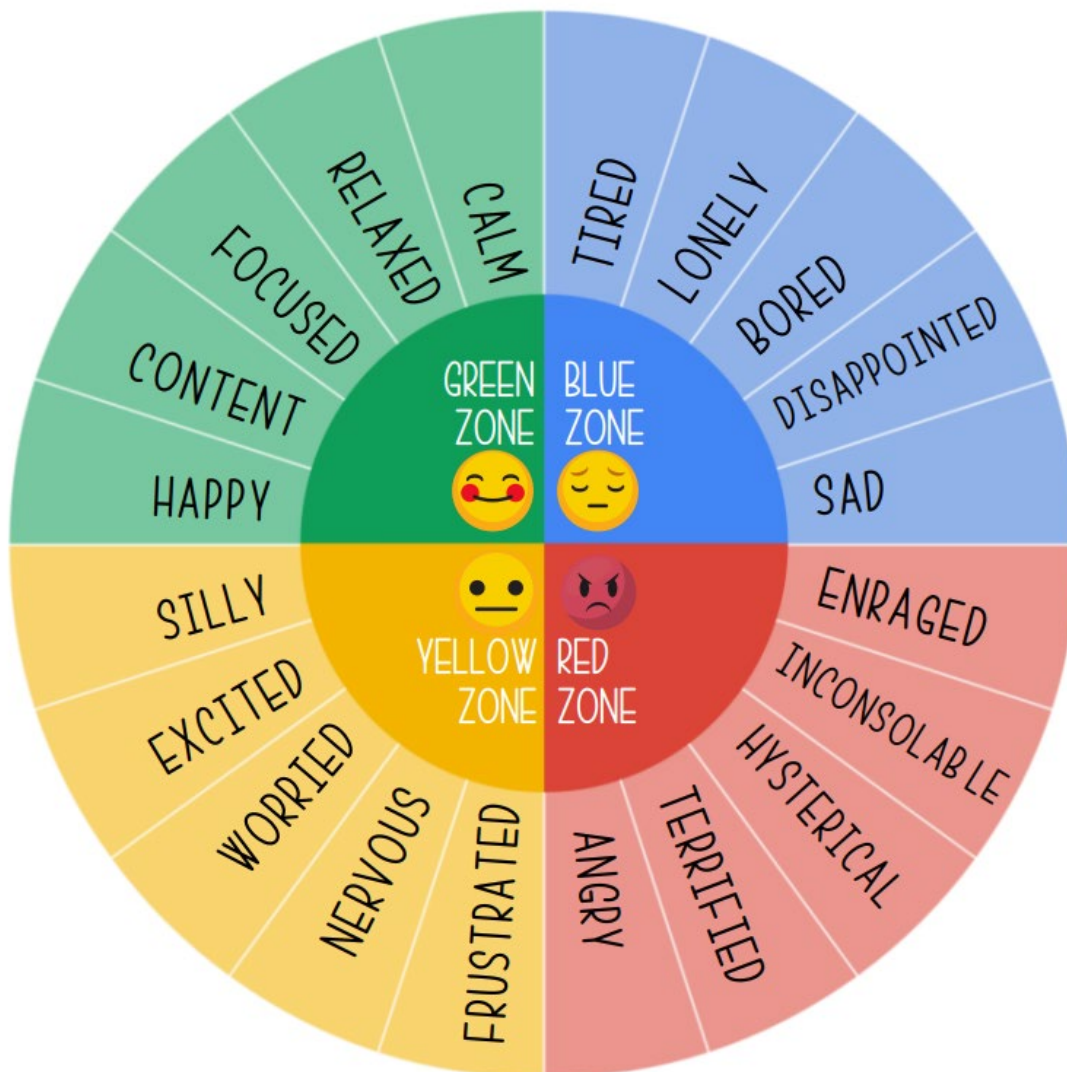 CALM
RELAXED
FOCUSED
CONTENT
HAPPY
GREEN
ZONE
TIRED
LONELY
BORED
DISAPPOINTED
SAD
BLUE
ZONE
SILLY
EXCITED
WORRIED
NERVOUS
FRUSTRATED
YELLOW
ZONE
ENRAGED
INCONSOLABLE
HYSTERICAL
TERRIFIED
ANGRY
RED
ZONE